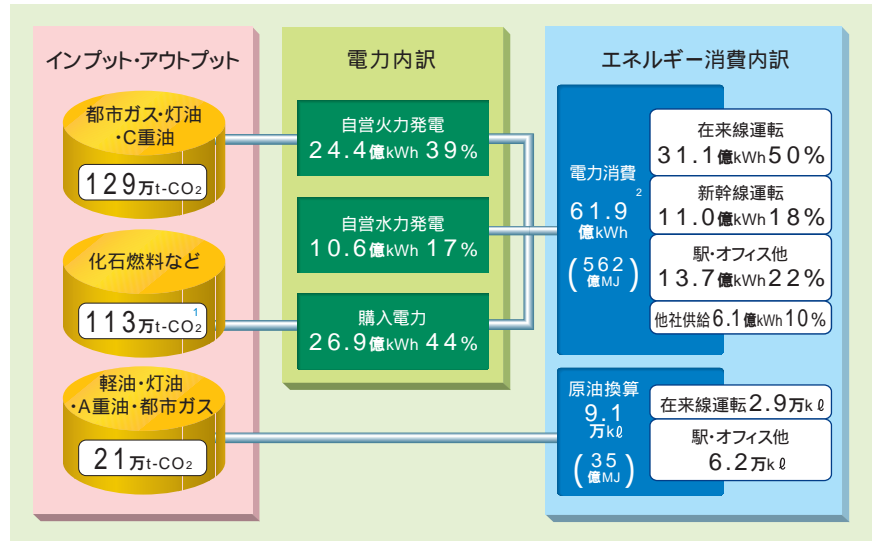 インプット・アウトプット
都市ガス・灯油
・C重油
129万t-CO2
化石燃料など
113万t-CO2 1
軽油・灯油
・A重油・都市ガス
21万t-CO2
電力内訳
自営火力発電
24.4億kWh 39%
自営水力発電
10.6億kWh 17%
購入電力
26.9億kWh 44%
エネルギー消費内訳
電力消費
2
61.9
億kWh
(562
億MJ)
在来線運転
31.1億kWh 50%
新幹線運転
11.0億kWh 18%
駅・オフィス他
13.7億kWh 22%
他社供給6.1億kWh 10%
原油換算
9.1
万kℓ
(35
億MJ)
在来線運転2.9万kℓ
駅・オフィス他
6.2万kℓ